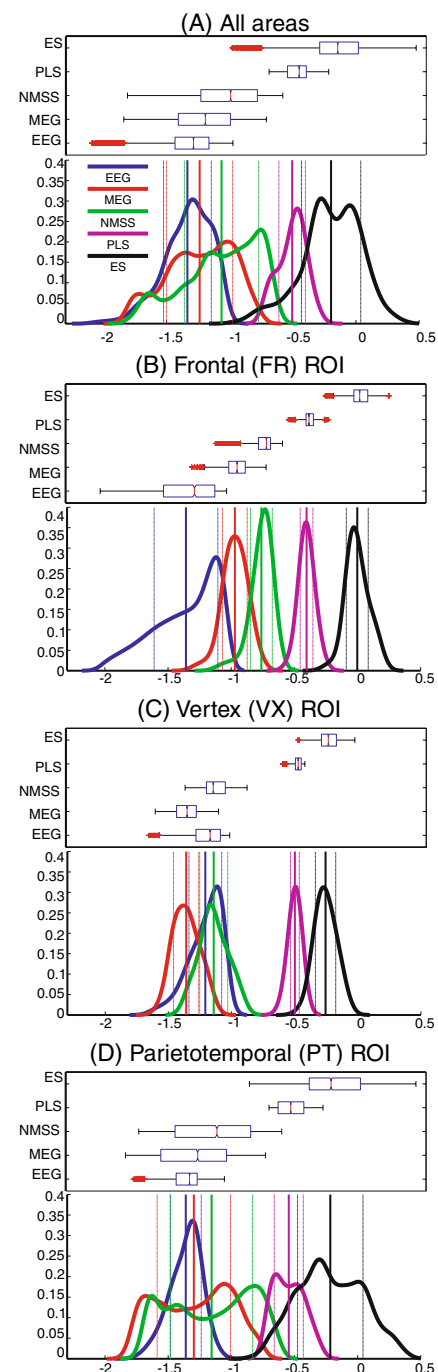 (A) All areas
ES
PLS
NMSS
MEG
EEG
0.4
0.35
0.3
0.25
0.2
0.15
0.1
0.05
0
EEG
MEG
NMSS
PLS
ES
-2 -1.5 -1 -0.5 0 0.5
(B) Frontal (FR) ROI
ES
PLS
NMSS
MEG
EEG
0.4
0.35
0.3
0.25
0.2
0.15
0.1
0.05
0
-2 -1.5 -1 -0.5 0 0.5
(C) Vertex (VX) ROI
ES
PLS
NMSS
MEG
EEG
0.4
0.35
0.3
0.25
0.2
0.15
0.1
0.05
0
-2 -1.5 -1 -0.5 0 0.5
(D) Parietotemporal (PT) ROI
ES
PLS
NMSS
MEG
EEG
0.4
0.35
0.3
0.25
0.2
0.15
0.1
0.05
0
-2 -1.5 -1 -0.5 0 0.5